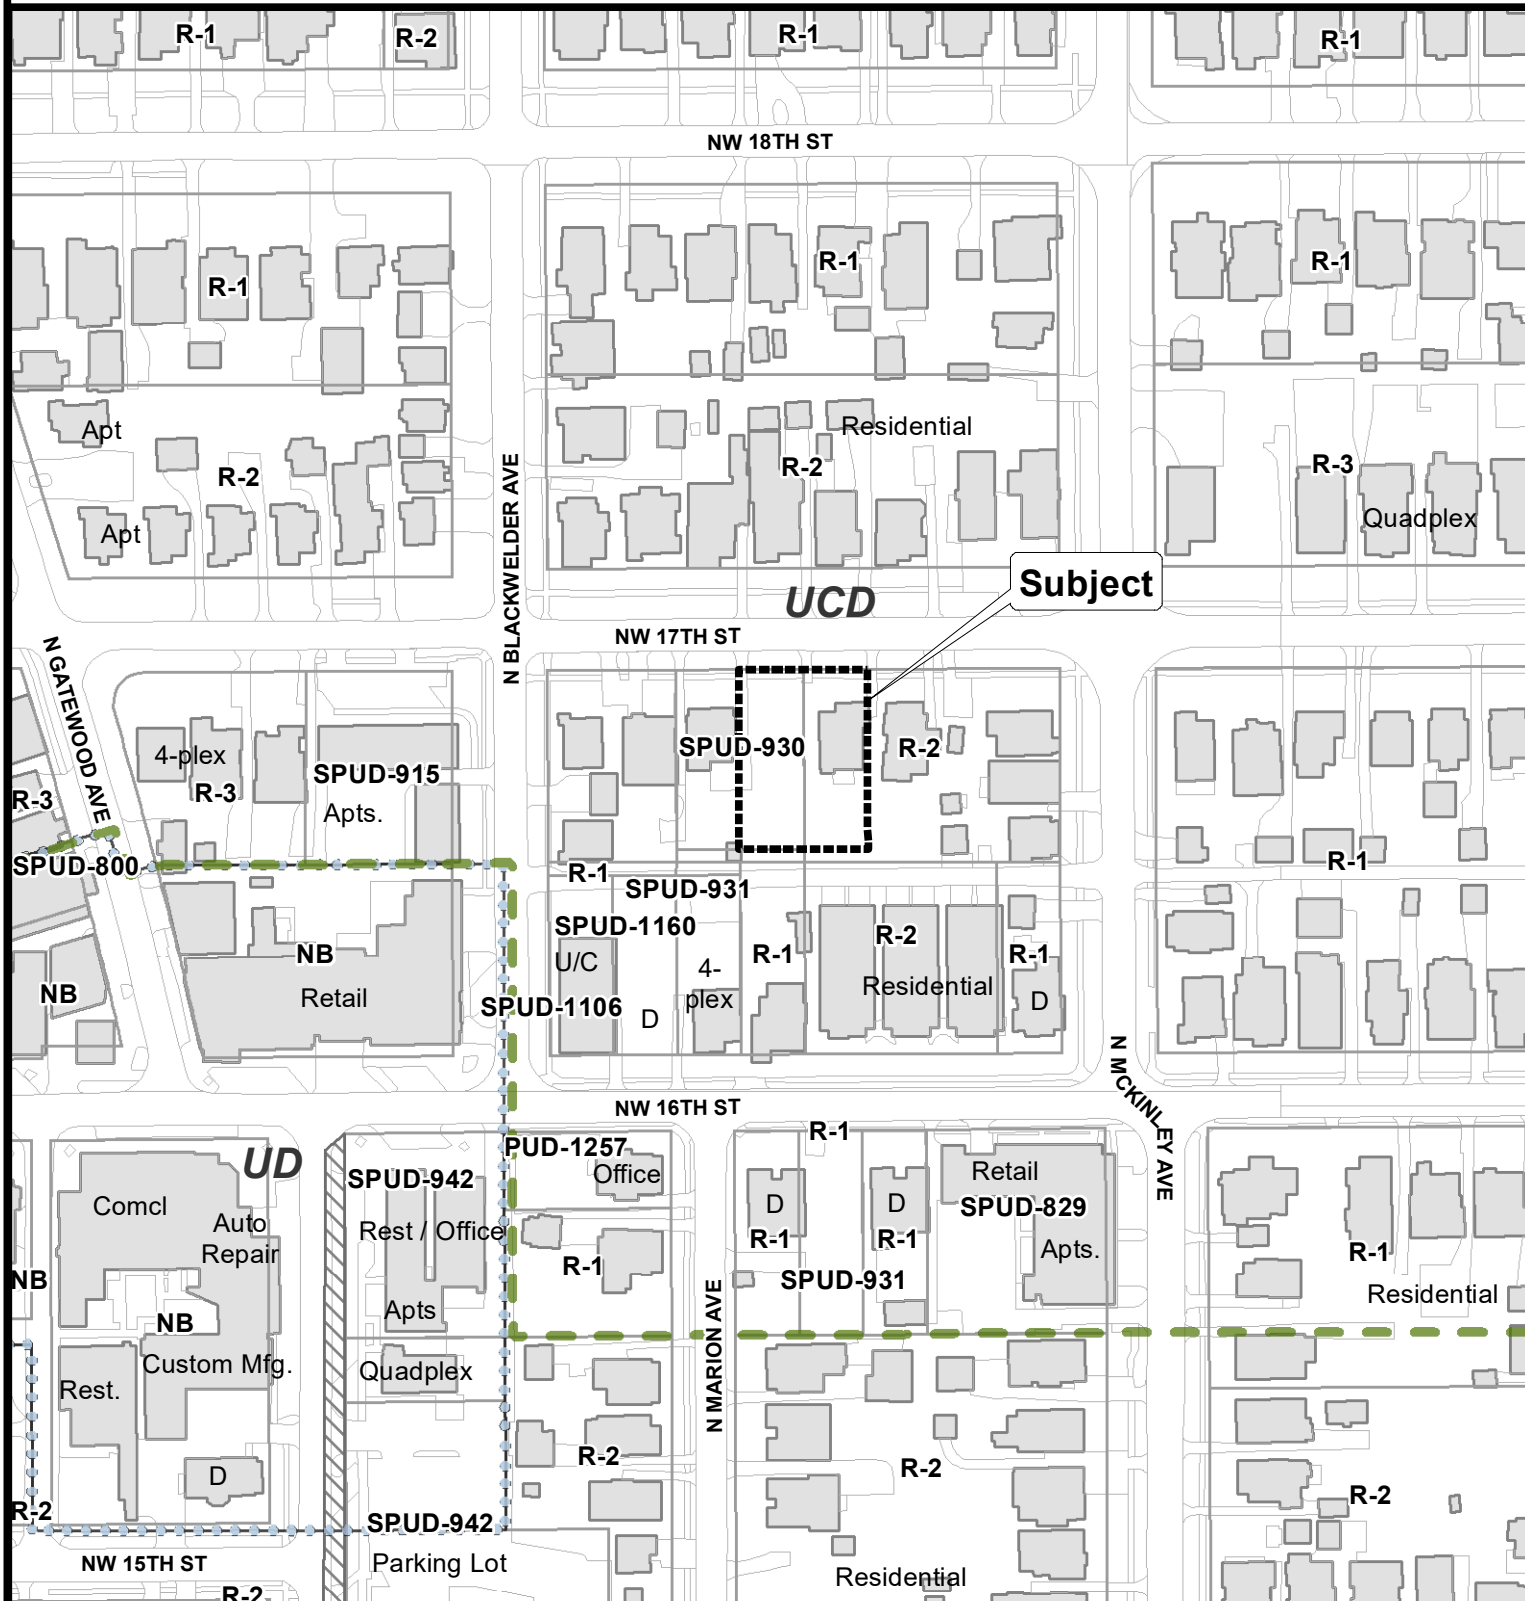 R-1
R-2
R-1
R-1
NW 18TH ST
R-1
R-1
R-1
Apt
R-2
Apt
Residential
R-2
R-3
Quadplex
N BLACKWELDER AVE
UCD
Subject
NW 17TH ST
N GATEWOOD AVE
4-plex
R-3
SPUD-915
Apts.
SPUD-930
R-2
R-3
SPUD-800
R-1
SPUD-931
R-1
SPUD-1160
U/C
NB
Retail
NB
SPUD-1106
D
4-
plex
R-1
R-2
Residential
R-1
D
N MCKINLEY AVE
NW 16TH ST
R-1
UD
PUD-1257
Office
SPUD-942
Rest / Office
Apts
Comcl
Auto
Repair
NB
NB
Custom Mfg.
Rest.
D
Quadplex
R-1
D
R-1
D
R-1
SPUD-931
Retail
SPUD-829
Apts.
R-1
Residential
N MARION AVE
R-2
R-2
R-2
R-2
SPUD-942
Parking Lot
NW 15TH ST
R-2
Residential